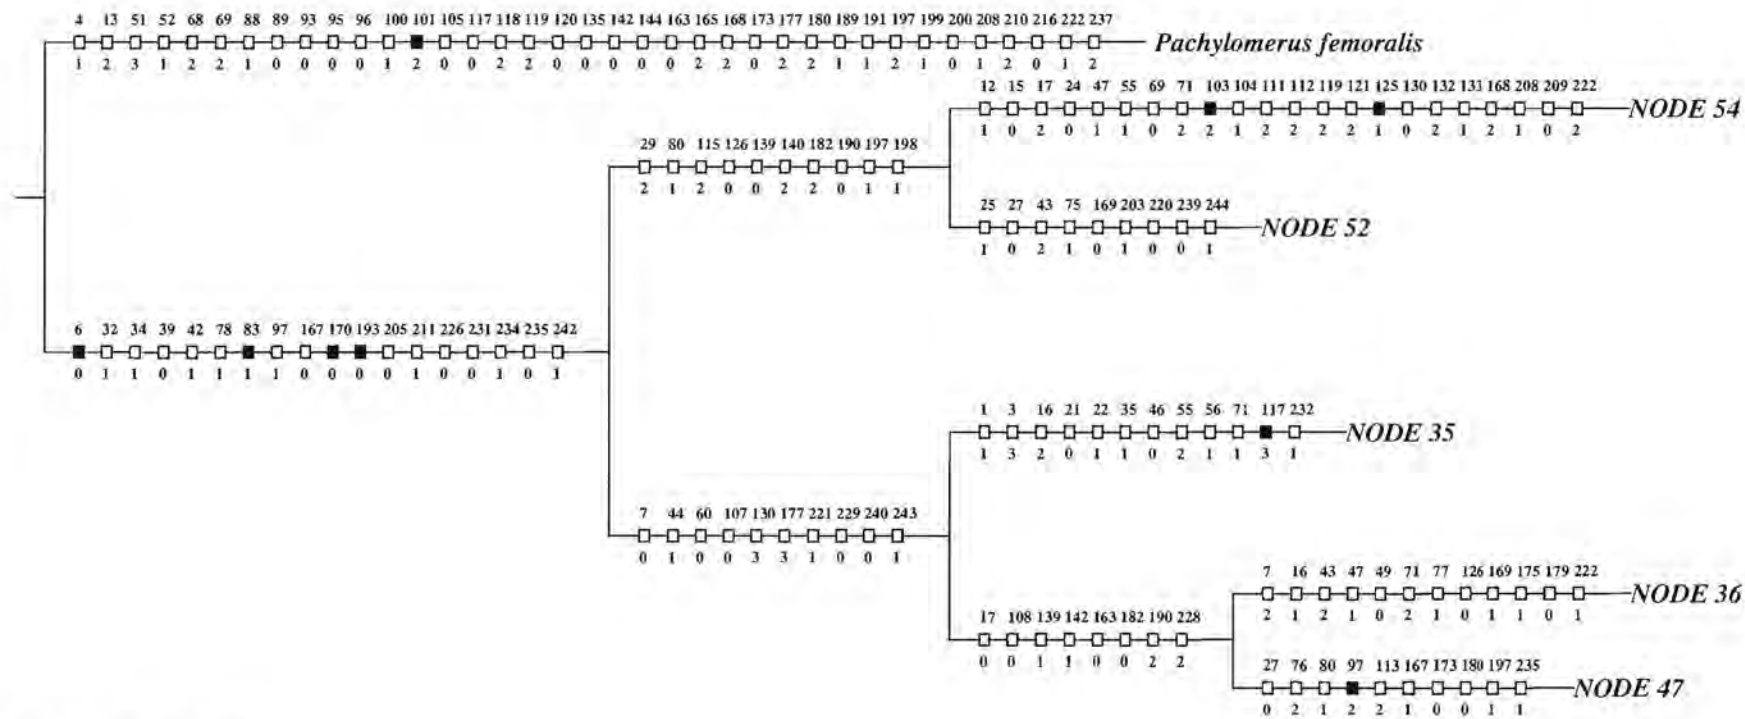 4 13 51 52 68 69 88 89 93 95 96 100 101 105 117 118 119 120 135 142 144 163 165 168 173 177 180 189 191 197 199 200 208 210 216 222 237
Pachylomerus femoralis
1 2 3 1 2 2 1 0 0 0 0 1 2 0 0 2 2 0 0 0 0 0 2 2 0 2 2 1 1 2 1 0 1 2 0 1 2
12 15 17 24 47 55 69 71 103 104 111 112 119 121 125 130 132 131 168 208 209 222
NODE 54
1 0 2 0 1 1 0 2 2 1 2 2 2 2 1 0 2 1 2 1 0 2
29 80 115 126 139 140 182 190 197 198
2 1 2 0 0 2 2 0 1 1
25 27 43 75 169 203 220 239 244
NODE 52
1 0 2 1 0 1 0 0 1
6 32 34 39 42 78 83 97 167 170 193 205 211 226 231 234 235 242
0 1 1 0 1 1 1 1 0 0 0 0 1 0 0 1 0 1
1 3 16 21 22 35 46 55 56 71 117 232
NODE 35
1 3 2 0 1 1 0 2 1 1 3 1
7 44 60 107 130 177 221 229 240 243
0 1 0 0 3 3 1 0 0 1
7 16 43 47 49 71 77 126 169 175 179 222
NODE 36
2 1 2 1 0 2 1 0 1 1 0 1
17 108 139 142 163 182 190 228
0 0 1 1 0 0 2 2
27 76 80 97 113 167 173 180 197 235
NODE 47
0 2 1 2 2 1 0 0 1 1